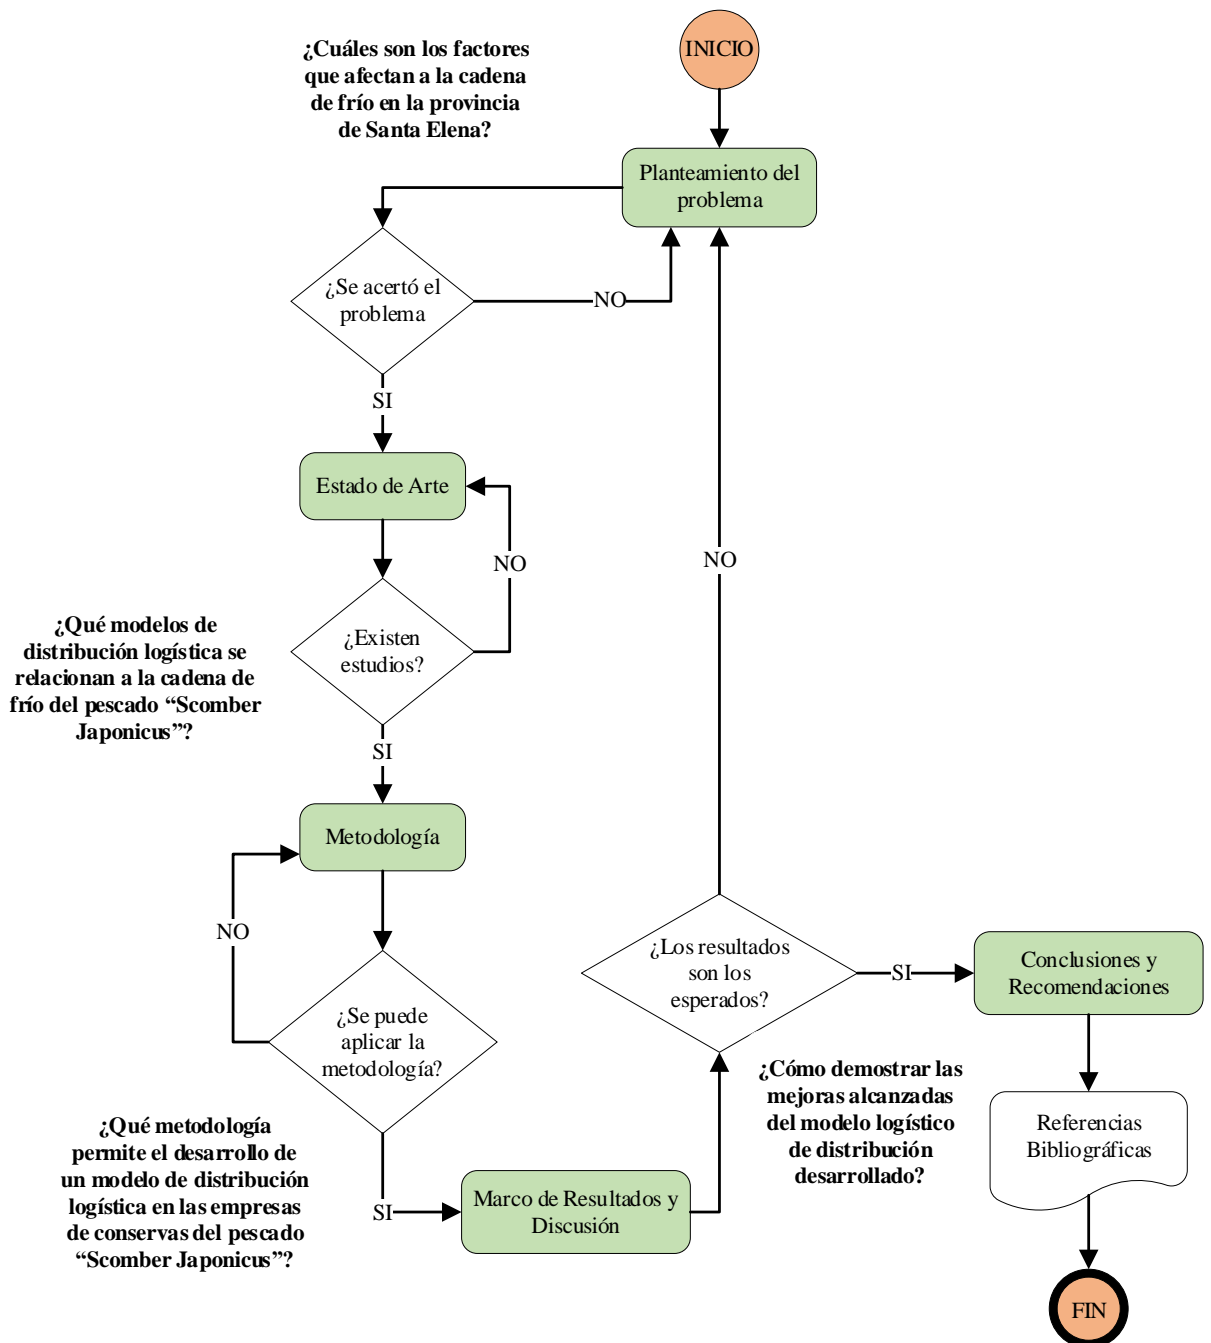 ¿Cuáles son los factores
que afectan a la cadena
de frío en la provincia
de Santa Elena?
INICIO
Planteamiento del
problema
¿Se acertó el
problema
NO
SI
Estado de Arte
NO
¿Existen
estudios?
NO
¿Qué modelos de
distribución logística se
relacionan a la cadena de
frío del pescado “Scomber
Japonicus”?
SI
Metodología
NO
¿Se puede
aplicar la
metodología?
¿Los resultados
son los
esperados?
SI
Conclusiones y
Recomendaciones
¿Qué metodología
permite el desarrollo de
un modelo de distribución
logística en las empresas
de conservas del pescado
“Scomber Japonicus”?
SI
Marco de Resultados y
Discusión
¿Cómo demostrar las
mejoras alcanzadas
del modelo logístico
de distribución
desarrollado?
Referencias
Bibliográficas
FIN